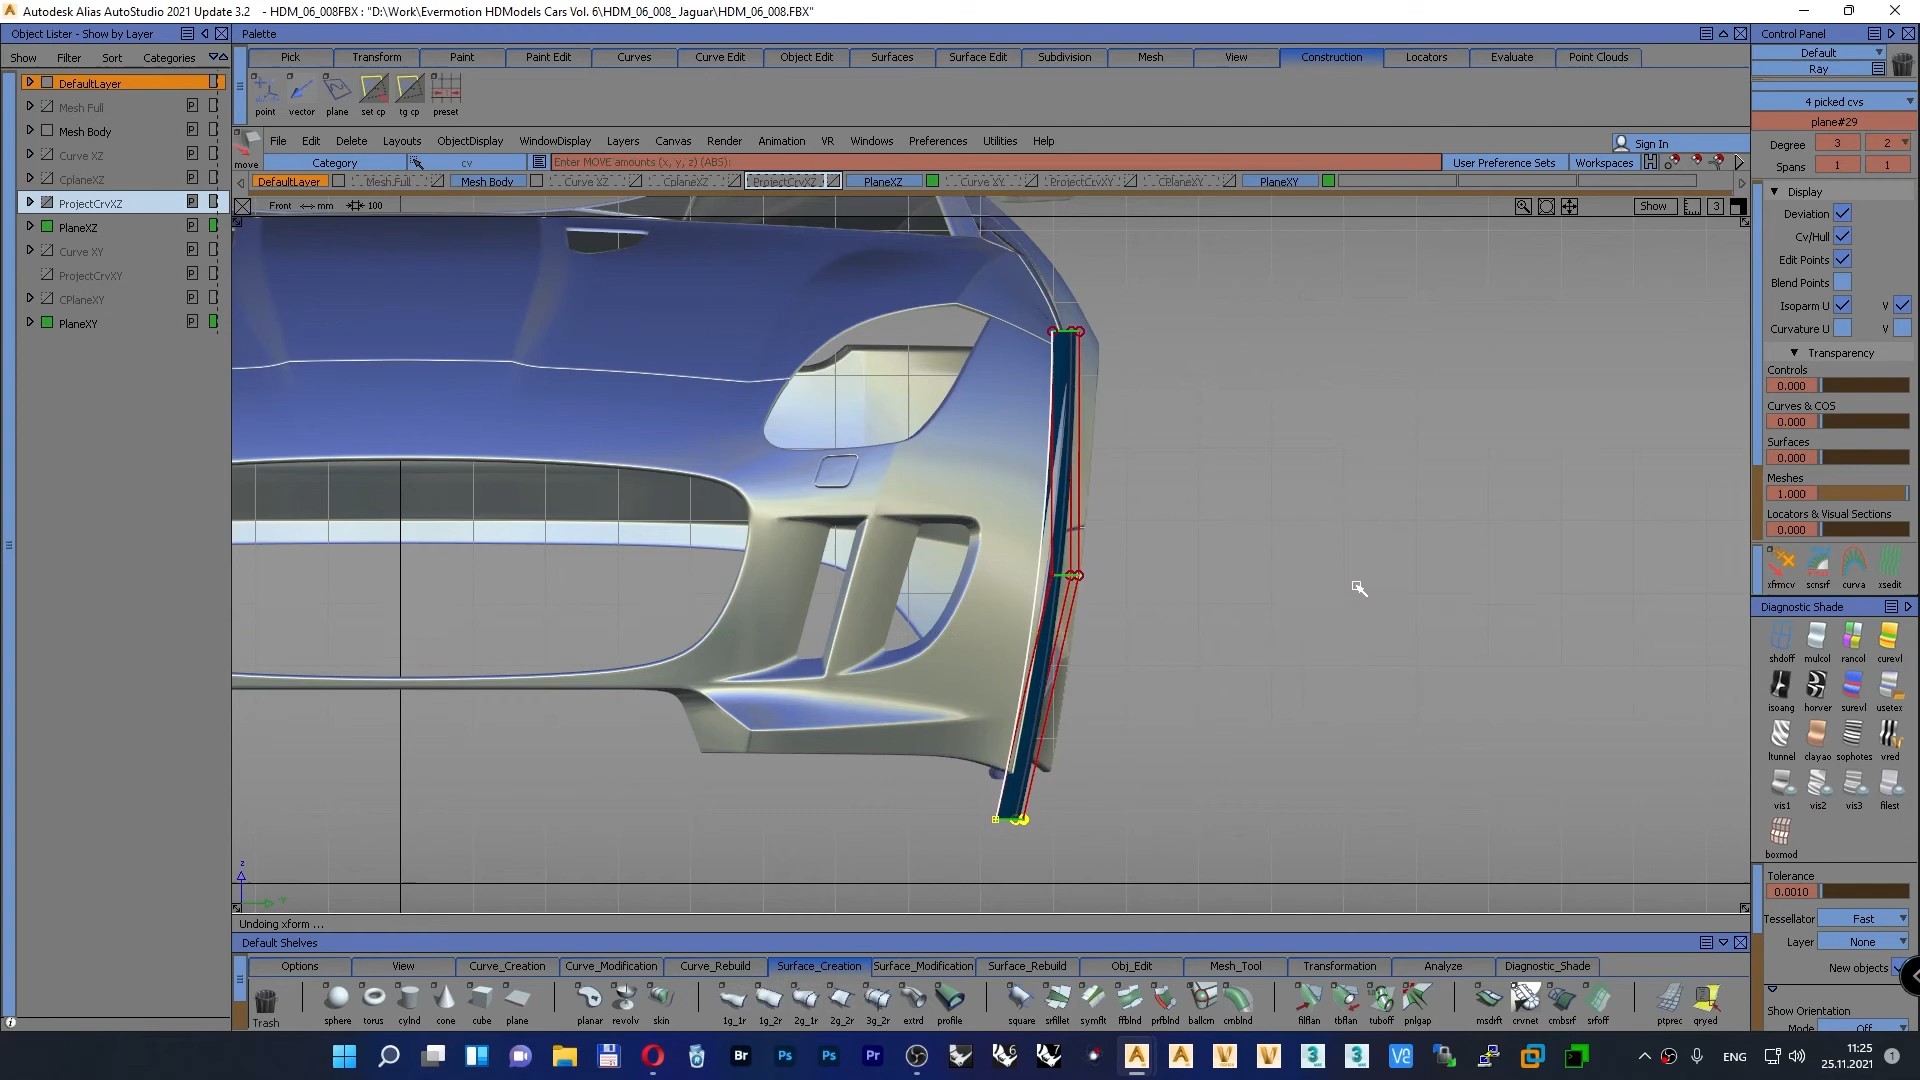 Autodesk Alias AutoStudio 2021 Update 3.2 - HDM_06_008FBX : "D:\Work\Evermotion HDModels Cars Vol. 6\HDM_06_008_ Jaguar\HDM_06_008.FBX"
Object Lister - Show by Layer
Palette
Control Panel
Show Filter Sort Categories
Pick Transform Paint Paint Edit Curves Curve Edit Object Edit Surfaces Surface Edit Subdivision Mesh View Construction Locators Evaluate Point Clouds
Default
Ray
DefaultLayer
Mesh Full
Mesh Body
Curve XZ
CplaneXZ
ProjectCrvXZ
PlaneXZ
Curve XY
ProjectCrvXY
CPlaneXY
PlaneXY
point vector plane set cp tg cp preset
File Edit Delete Layouts ObjectDisplay WindowDisplay Layers Canvas Render Animation VR Windows Preferences Utilities Help
Sign In
move
Category cv Enter MOVE amounts (x, y, z) (ABS): User Preference Sets Workspaces
DefaultLayer Mesh Full Mesh Body Curve XZ CplaneXZ ProjectCrvXZ PlaneXZ Curve XY ProjectCrvXY CPlaneXY PlaneXY
Front mm 100 Show 3
4 picked cvs
plane#29
Degree 3 2
Spans 1 1
Display
Deviation
Cv/Hull
Edit Points
Blend Points
Isoparm U V
Curvature U V
Transparency
Controls
0.000
Curves & COS
0.000
Surfaces
0.000
Meshes
1.000
Locators & Visual Sections
0.000
xfrmcv scnsrf curva xsedit
Diagnostic Shade
shdoff mulcol rancol curevl
isoang horver surevl usetex
ltunnel clayao sophotes vred
vis1 vis2 vis3 filest
boxmod
Tolerance
0.0010
Tessellator Fast
Layer None
New objects
Show Orientation
Mode Off
z
Undoing xform ...
Default Shelves
Options View Curve_Creation Curve_Modification Curve_Rebuild Surface_Creation Surface_Modification Surface_Rebuild Obj_Edit Mesh_Tool Transformation Analyze Diagnostic_Shade
Trash sphere torus cylnd cone cube plane planar revolv skin 1g_1r 1g_2r 2g_1r 2g_2r 3g_2r extrd profile square srfillet symflt ffblnd prfblnd ballcrn cmblnd filflan tbflan tuboff pnlgap msdrft crvnet cmbsrf srfoff ptprec qryed
Br Ps Ps Pr 6 7
ENG
11:25
25.11.2021
1